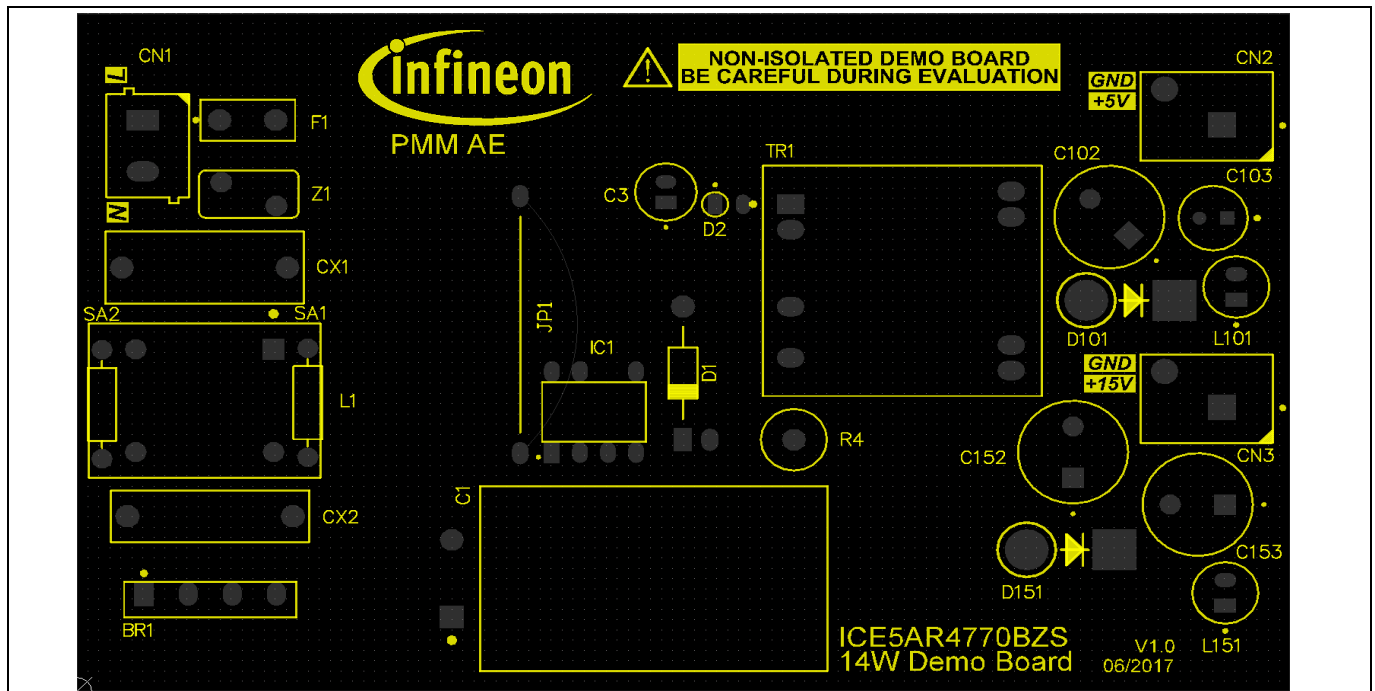 CN1
L
N
F1
Z1
CX1
SA2
SA1
L1
CX2
BR1
infineon
PMM AE
NON-ISOLATED DEMO BOARD
BE CAREFUL DURING EVALUATION
!
CN2
GND
+5V
TR1
C102
C103
C3
D2
D101
L101
JP1
IC1
D1
GND
+15V
R4
C152
CN3
C1
C153
D151
L151
ICE5AR4770BZS
14W Demo Board
V1.0
06/2017